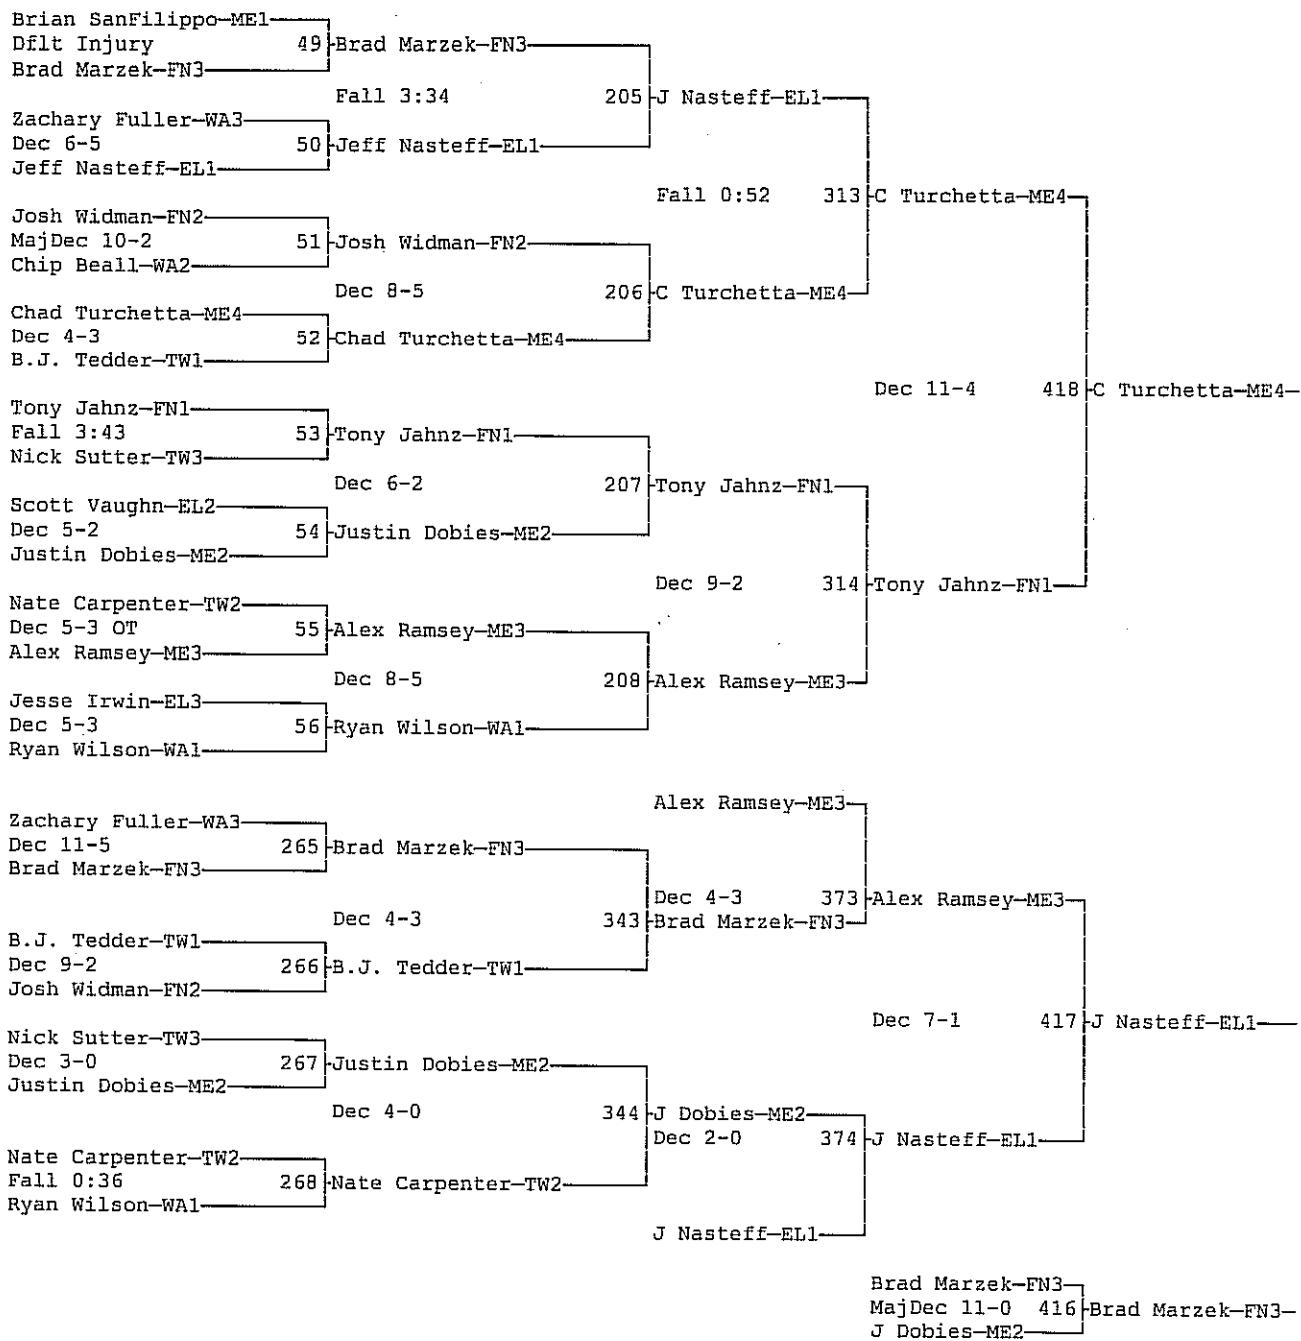 Brian SanFilippo—ME1
Dflt Injury 49 Brad Marzek—FN3
Brad Marzek—FN3
Fall 3:34 205 J Nasteff—EL1
Zachary Fuller—WA3
Dec 6-5 50 Jeff Nasteff—EL1
Jeff Nasteff—EL1
Fall 0:52 313 C Turchetta—ME4
Josh Widman—FN2
MajDec 10-2 51 Josh Widman—FN2
Chip Beall—WA2
Dec 8-5 206 C Turchetta—ME4
Chad Turchetta—ME4
Dec 4-3 52 Chad Turchetta—ME4
B.J. Tedder—TW1
Dec 11-4 418 C Turchetta—ME4
Tony Jahnz—FN1
Fall 3:43 53 Tony Jahnz—FN1
Nick Sutter—TW3
Dec 6-2 207 Tony Jahnz—FN1
Scott Vaughn—EL2
Dec 5-2 54 Justin Dobies—ME2
Justin Dobies—ME2
Dec 9-2 314 Tony Jahnz—FN1
Nate Carpenter—TW2
Dec 5-3 OT 55 Alex Ramsey—ME3
Alex Ramsey—ME3
Dec 8-5 208 Alex Ramsey—ME3
Jesse Irwin—EL3
Dec 5-3 56 Ryan Wilson—WA1
Ryan Wilson—WA1
Alex Ramsey—ME3
Zachary Fuller—WA3
Dec 11-5 265 Brad Marzek—FN3
Brad Marzek—FN3
Dec 4-3 373 Alex Ramsey—ME3
Dec 4-3 343 Brad Marzek—FN3
B.J. Tedder—TW1
Dec 9-2 266 B.J. Tedder—TW1
Josh Widman—FN2
Dec 7-1 417 J Nasteff—EL1
Nick Sutter—TW3
Dec 3-0 267 Justin Dobies—ME2
Justin Dobies—ME2
Dec 4-0 344 J Dobies—ME2
Dec 2-0 374 J Nasteff—EL1
Nate Carpenter—TW2
Fall 0:36 268 Nate Carpenter—TW2
Ryan Wilson—WA1
J Nasteff—EL1
Brad Marzek—FN3
MajDec 11-0 416 Brad Marzek—FN3
J Dobies—ME2